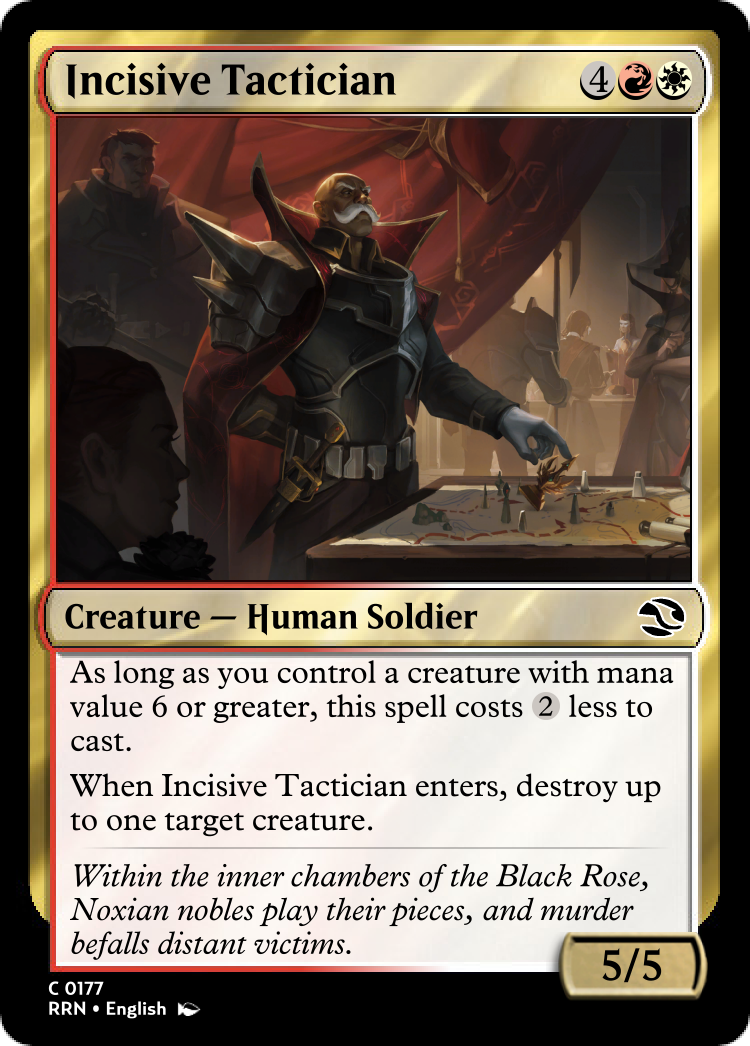 Incisive Tactician 4
Creature — Human Soldier
As long as you control a creature with mana
value 6 or greater, this spell costs 2 less to
cast.
When Incisive Tactician enters, destroy up
to one target creature.
Within the inner chambers of the Black Rose,
Noxian nobles play their pieces, and murder
befalls distant victims.
5/5
C 0177
RRN • English